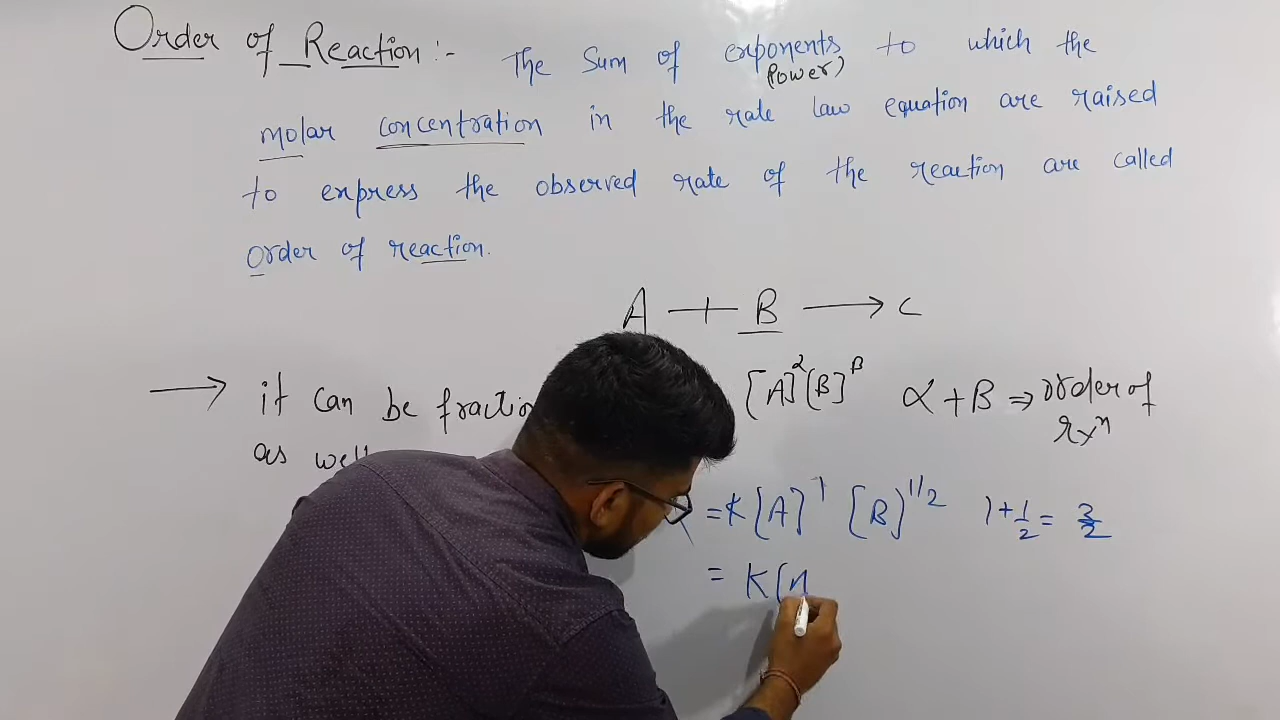 Order of Reaction :- The Sum of exponents to which the
(Power)
molar concentration in the rate law equation are raised
to express the observed rate of the reaction are called
Order of reaction.
A + B → C
→ it can be fractio
[A]^α [B]^β α + β ⇒ order of
rxⁿ
as well
= K [A]^1 [B]^1/2 1 + 1/2 = 3/2
= K [A